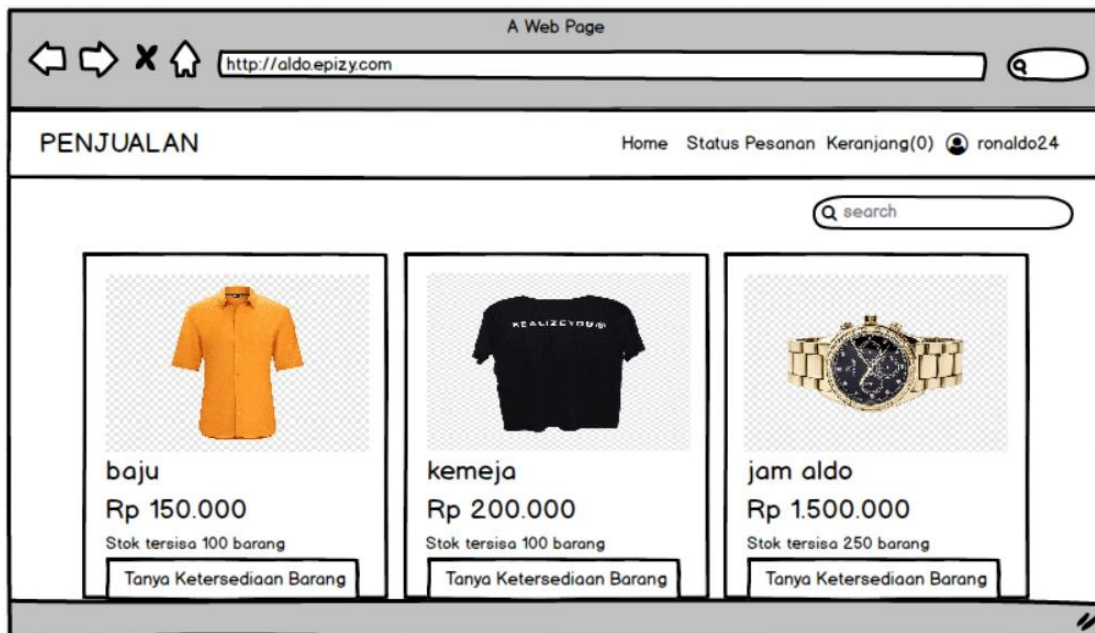 A Web Page
http://aldo.epizy.com
PENJUALAN
Home Status Pesanan Keranjang(0) ronaldo24
search
REALIZEYOU
baju
Rp 150.000
Stok tersisa 100 barang
Tanya Ketersediaan Barang
kemeja
Rp 200.000
Stok tersisa 100 barang
Tanya Ketersediaan Barang
jam aldo
Rp 1.500.000
Stok tersisa 250 barang
Tanya Ketersediaan Barang